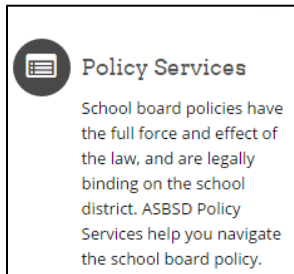 Policy Services
School board policies have
the full force and effect of
the law, and are legally
binding on the school
district. ASBSD Policy
Services help you navigate
the school board policy.